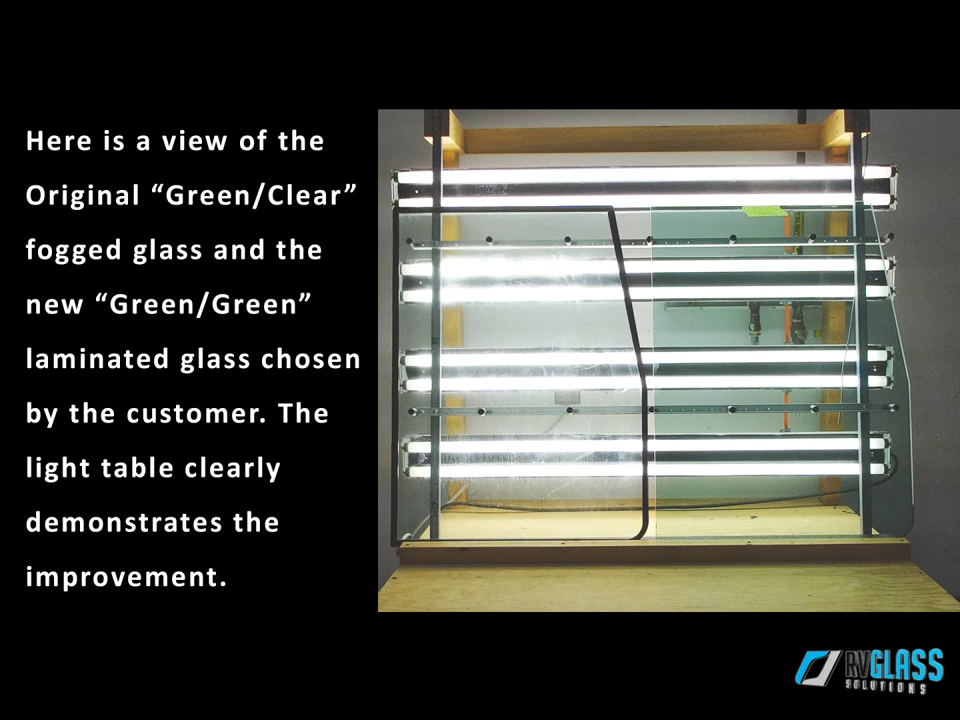 Here is a view of the
Original “Green/Clear”
fogged glass and the
new “Green/Green”
laminated glass chosen
by the customer. The
light table clearly
demonstrates the
improvement.
RVGLASS
SOLUTIONS